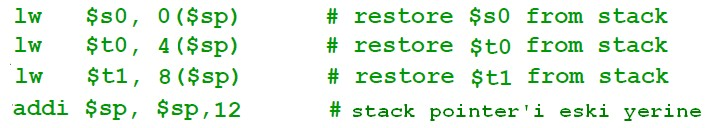 lw $s0, 0($sp) # restore $s0 from stack
lw $t0, 4($sp) # restore $t0 from stack
lw $t1, 8($sp) # restore $t1 from stack
addi $sp, $sp,12 # stack pointer'i eski yerine